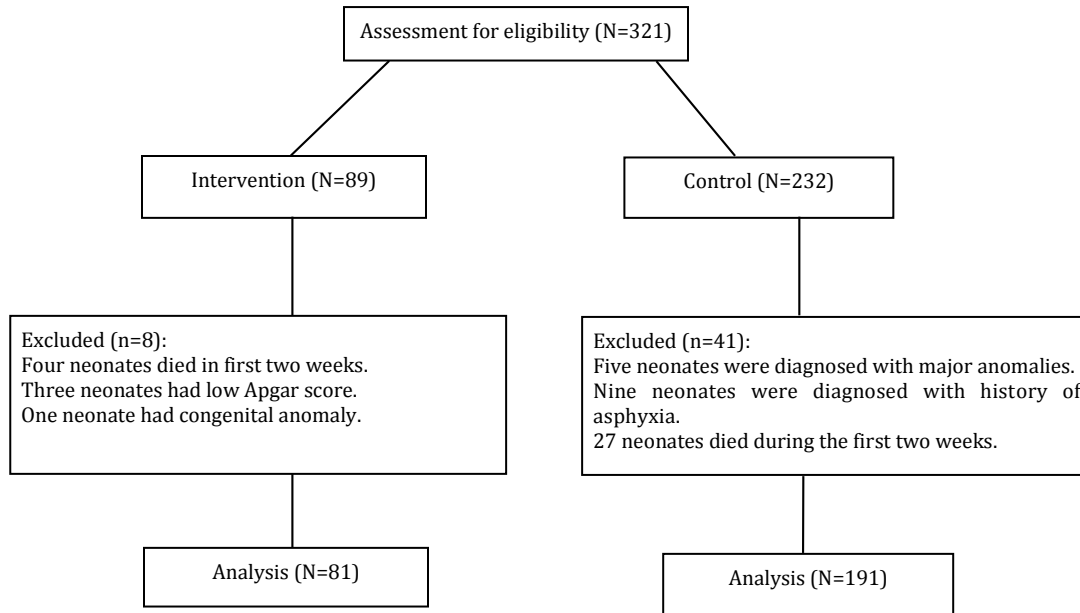 Assessment for eligibility (N=321)
Intervention (N=89)
Control (N=232)
Excluded (n=8):
Four neonates died in first two weeks.
Three neonates had low Apgar score.
One neonate had congenital anomaly.
Excluded (n=41):
Five neonates were diagnosed with major anomalies.
Nine neonates were diagnosed with history of
asphyxia.
27 neonates died during the first two weeks.
Analysis (N=81)
Analysis (N=191)